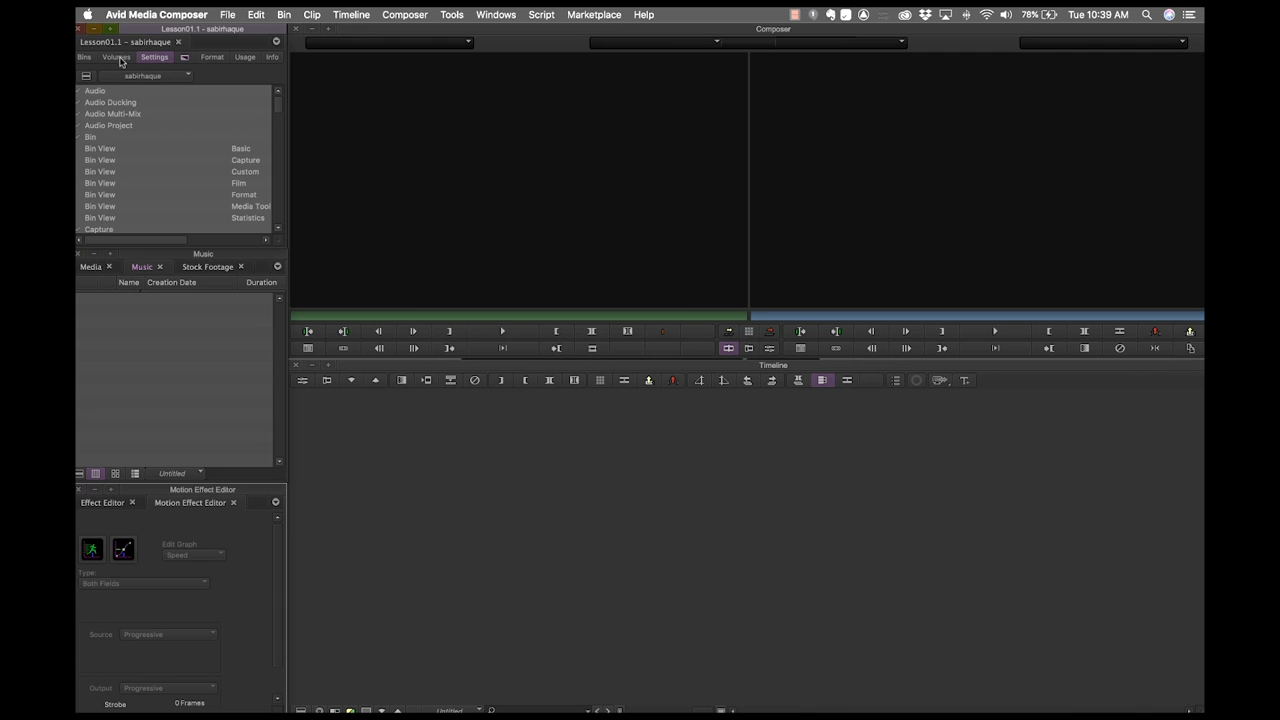 Avid Media Composer File Edit Bin Clip Timeline Composer Tools Windows Script Marketplace Help 78% Tue 10:39 AM
Lesson01.1 - sabirhaque
Composer
Lesson01.1 - sabirhaque
Bins Volumes Settings Format Usage Info
sabirhaque
Audio
Audio Ducking
Audio Multi-Mix
Audio Project
Bin
Bin View Basic
Bin View Capture
Bin View Custom
Bin View Film
Bin View Format
Bin View Media Tool
Bin View Statistics
Capture
Music
Media Music Stock Footage
Name Creation Date Duration
Timeline
Untitled
Motion Effect Editor
Effect Editor Motion Effect Editor
Edit Graph
Speed
Type:
Both Fields
Source Progressive
Output Progressive
Strobe 0 Frames
Untitled